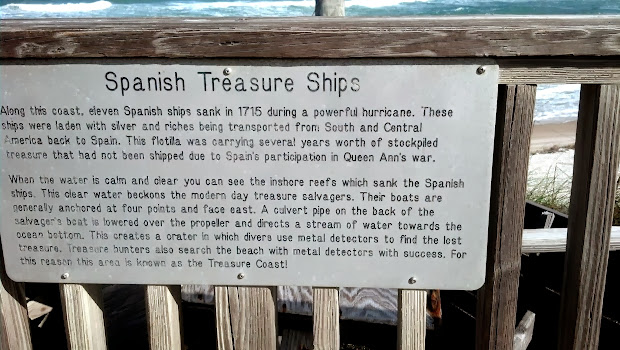 Spanish Treasure Ships
Along this coast, eleven Spanish ships sank in 1715 during a powerful hurricane. These
ships were laden with silver and riches being transported from South and Central
America back to Spain. This flotilla was carrying several years worth of stockpiled
treasure that had not been shipped due to Spain's participation in Queen Ann's war.
When the water is calm and clear you can see the inshore reefs which sank the Spanish
ships. This clear water beckons the modern day treasure salvagers. Their boats are
generally anchored at four points and face east. A culvert pipe on the back of the
salvager's boat is lowered over the propeller and directs a stream of water towards the
ocean bottom. This creates a crater in which divers use metal detectors to find the lost
treasure. Treasure hunters also search the beach with metal detectors with success. For
this reason this area is known as the Treasure Coast!